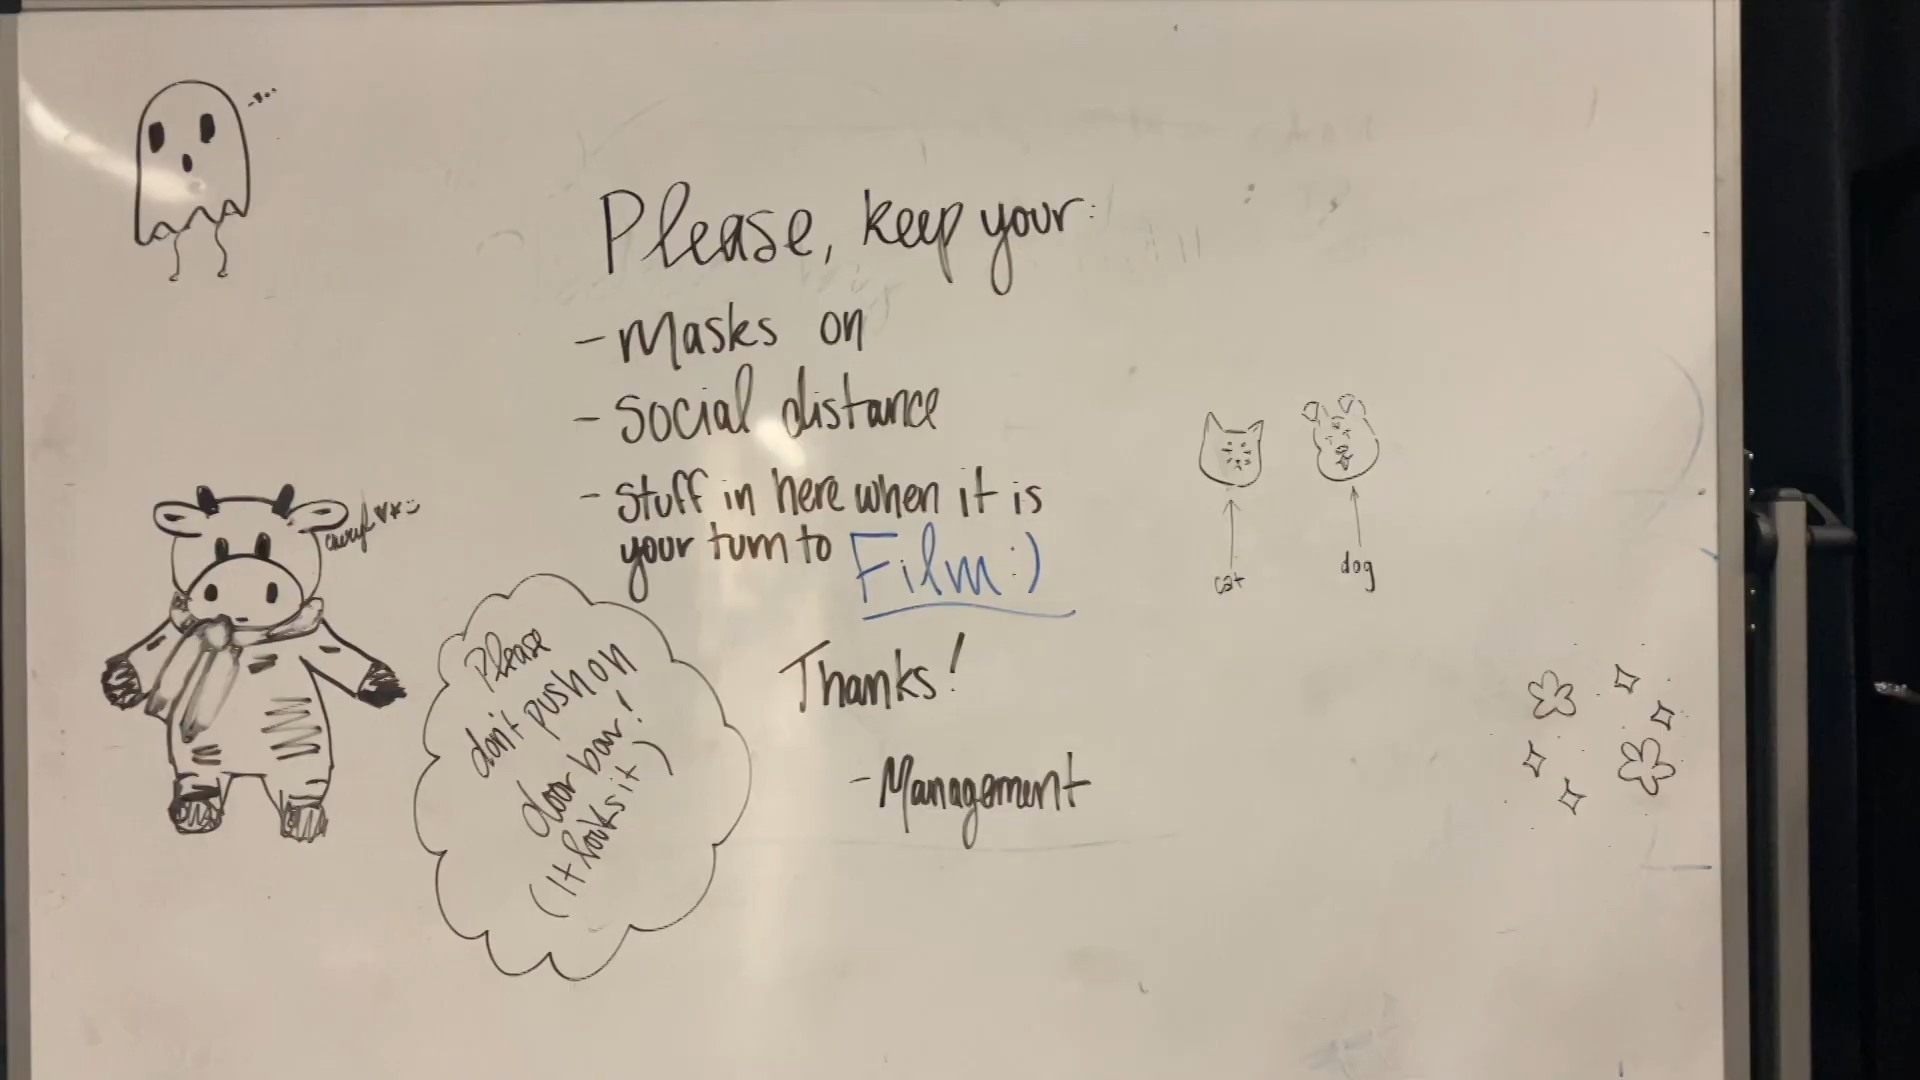 Please, keep your:
- Masks on
- social distance
- stuff in here when it is
your turn to Film :)
Thanks!
- Management
Please
don't push on
door bar!
(It looks it)
cat
dog